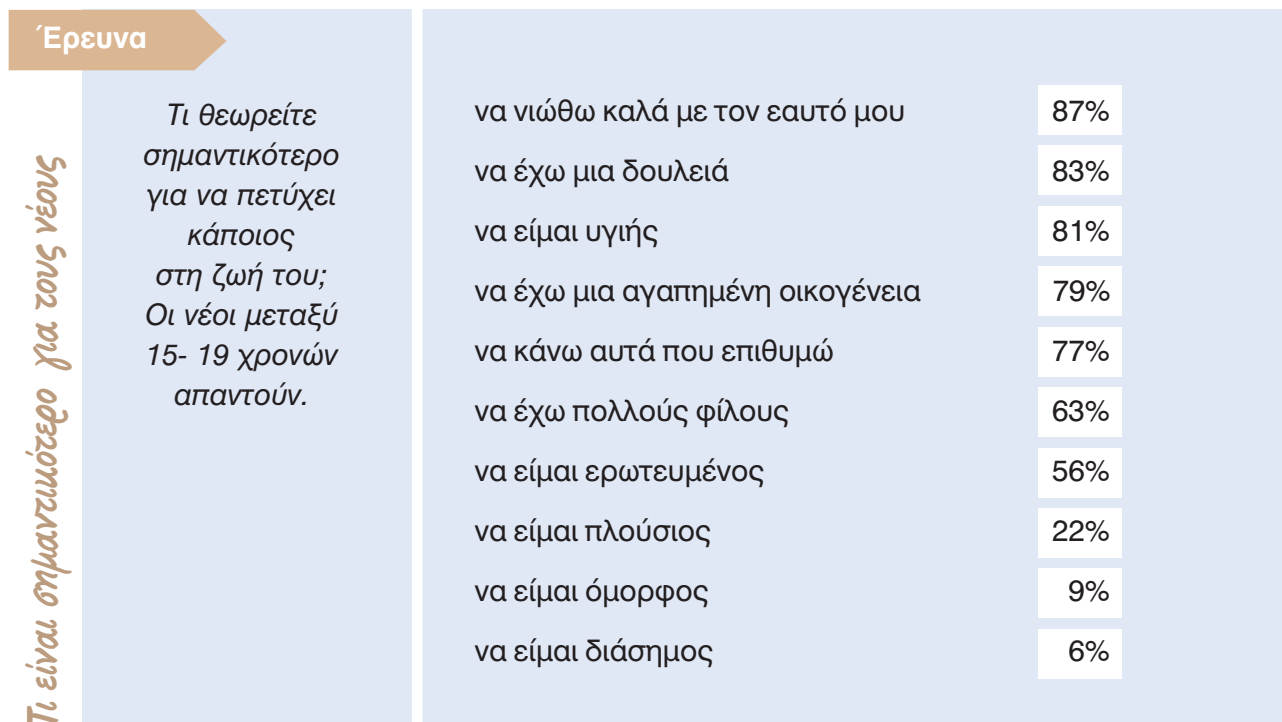 Έρευνα
Τι είναι σημαντικότερο για τους νέους
Τι θεωρείτε
σημαντικότερο
για να πετύχει
κάποιος
στη ζωή του;
Οι νέοι μεταξύ
15- 19 χρονών
απαντούν.
να νιώθω καλά με τον εαυτό μου 87%
να έχω μια δουλειά 83%
να είμαι υγιής 81%
να έχω μια αγαπημένη οικογένεια 79%
να κάνω αυτά που επιθυμώ 77%
να έχω πολλούς φίλους 63%
να είμαι ερωτευμένος 56%
να είμαι πλούσιος 22%
να είμαι όμορφος 9%
να είμαι διάσημος 6%